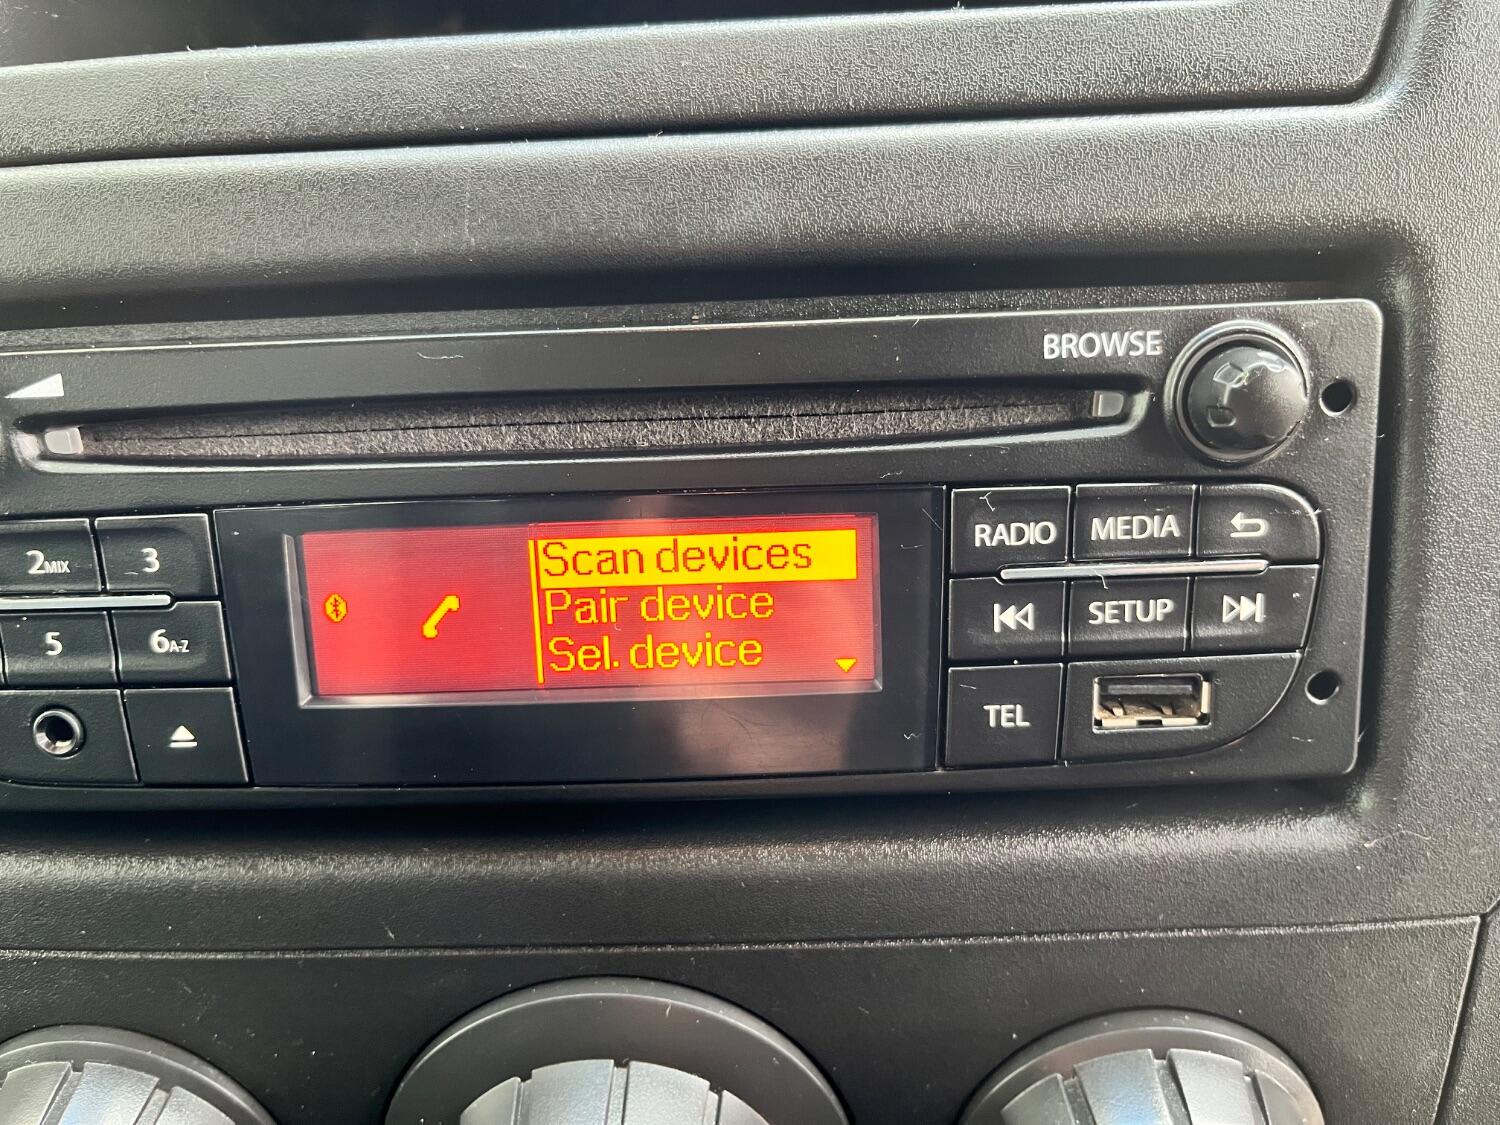 BROWSE
2MIX 3
Scan devices
Pair device
Sel. device
RADIO MEDIA
5 6A-Z
SETUP
TEL